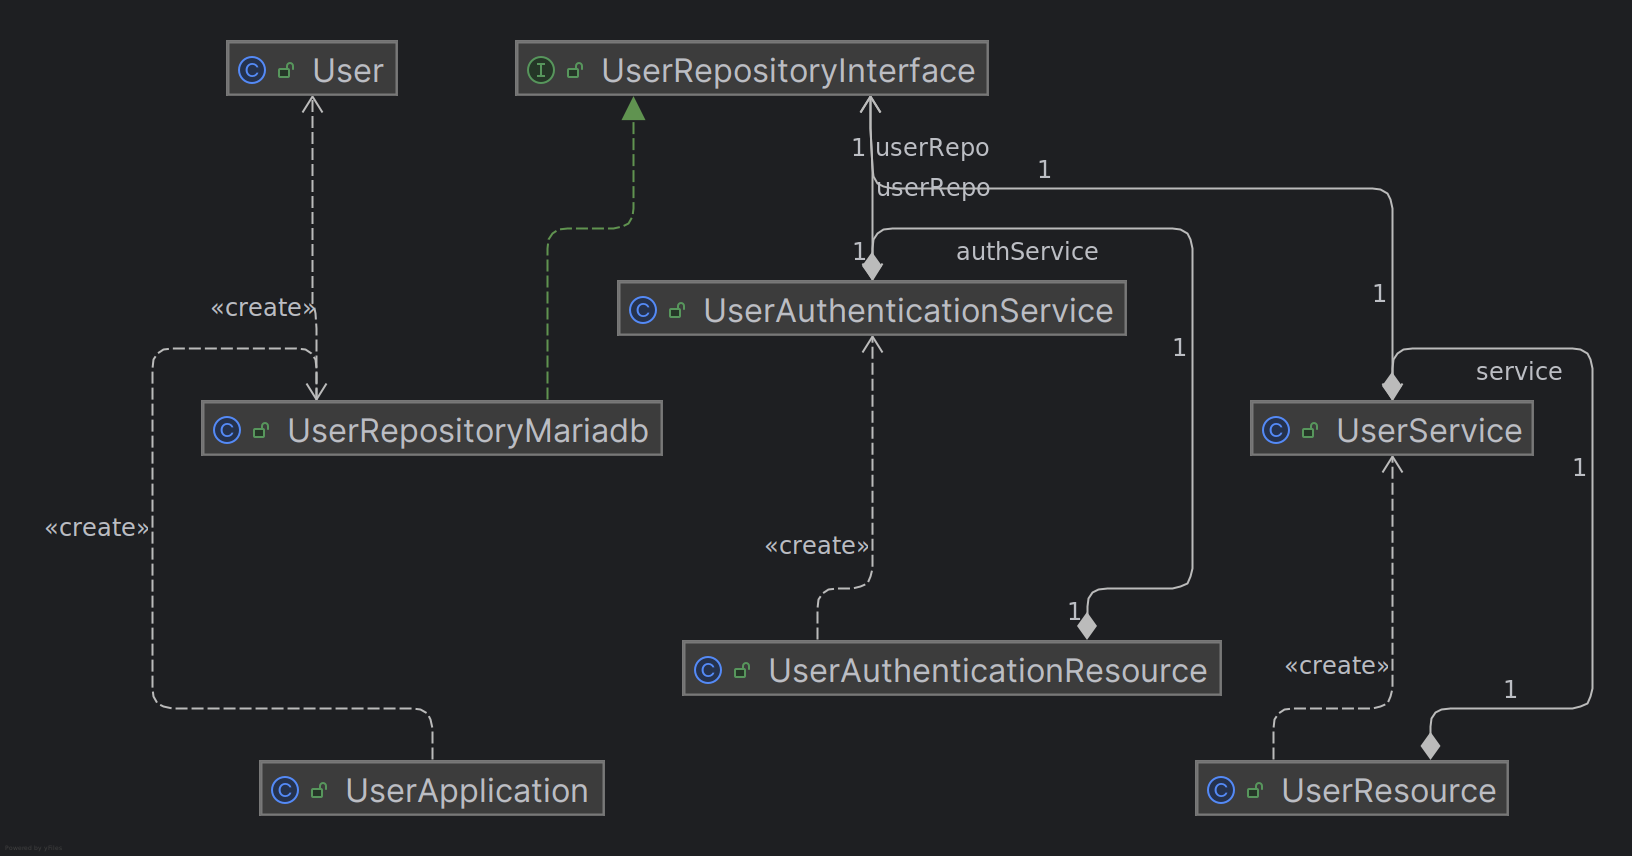 User
UserRepositoryInterface
1 userRepo
1
userRepo
1 authService
«create»
1
UserAuthenticationService
1
service
UserRepositoryMariadb
UserService
1
«create»
«create»
1
UserAuthenticationResource
«create»
1
UserApplication
UserResource
Powered by yFiles